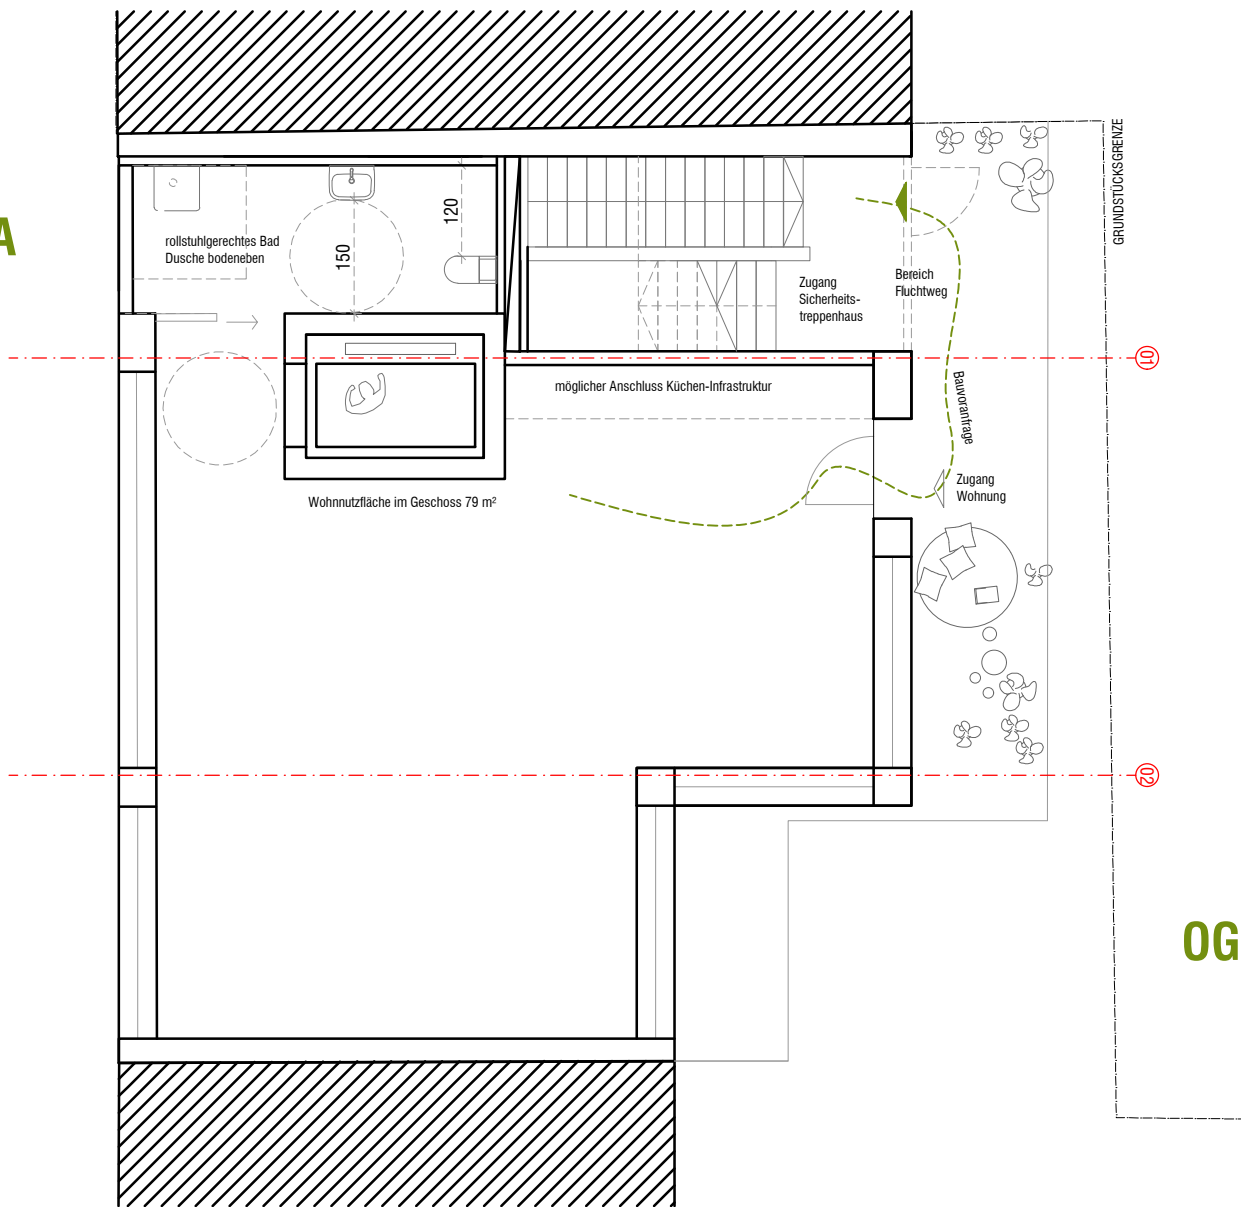 GRUNDSTÜCKSGRENZE
A
120
rollstuhlgerechtes Bad
Dusche bodeneben
150
Zugang
Sicherheits-
treppenhaus
Bereich
Fluchtweg
01
möglicher Anschluss Küchen-Infrastruktur
Bauvoranfrage
Wohnnutzfläche im Geschoss 79 m²
Zugang
Wohnung
02
OG